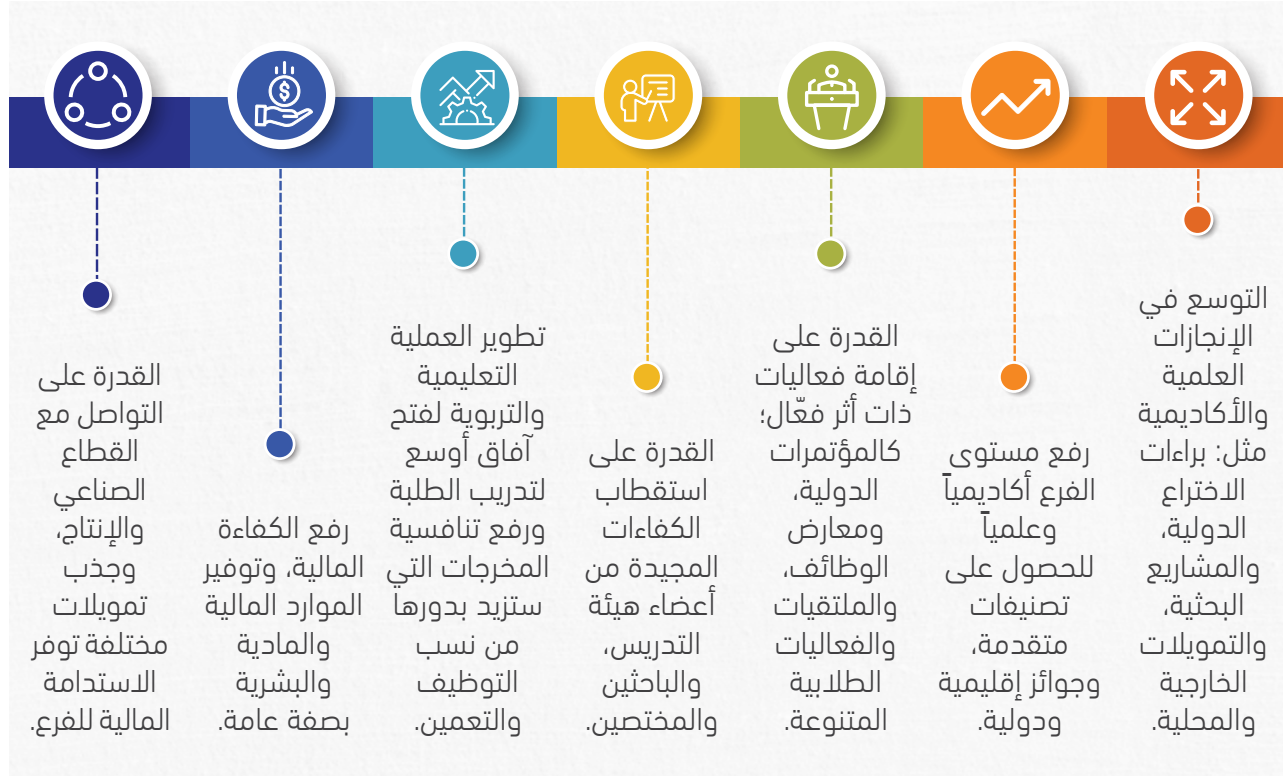 التوسع في
الإنجازات
العلمية
والأكاديمية
مثل: براءات
الاختراع
الدولية،
والمشاريع
البحثية،
والتمويلات
الخارجية
والمحلية.
رفع مستوى
الفرع أكاديمياً
وعلمياً
للحصول على
تصنيفات
متقدمة،
وجوائز إقليمية
ودولية.
القدرة على
إقامة فعاليات
ذات أثر فعّال؛
كالمؤتمرات
الدولية،
ومعارض
الوظائف،
والملتقيات
والفعاليات
الطلابية
المتنوعة.
القدرة على
استقطاب
الكفاءات
المجيدة من
أعضاء هيئة
التدريس،
والباحثين
والمختصين.
تطوير العملية
التعليمية
والتربوية لفتح
آفاق أوسع
لتدريب الطلبة
ورفع تنافسية
المخرجات التي
ستزيد بدورها
من نسب
التوظيف
والتعمين.
رفع الكفاءة
المالية، وتوفير
الموارد المالية
والمادية
والبشرية
بصفة عامة.
القدرة على
التواصل مع
القطاع
الصناعي
والإنتاج،
وجذب
تمويلات
مختلفة توفر
الاستدامة
المالية للفرع.
$